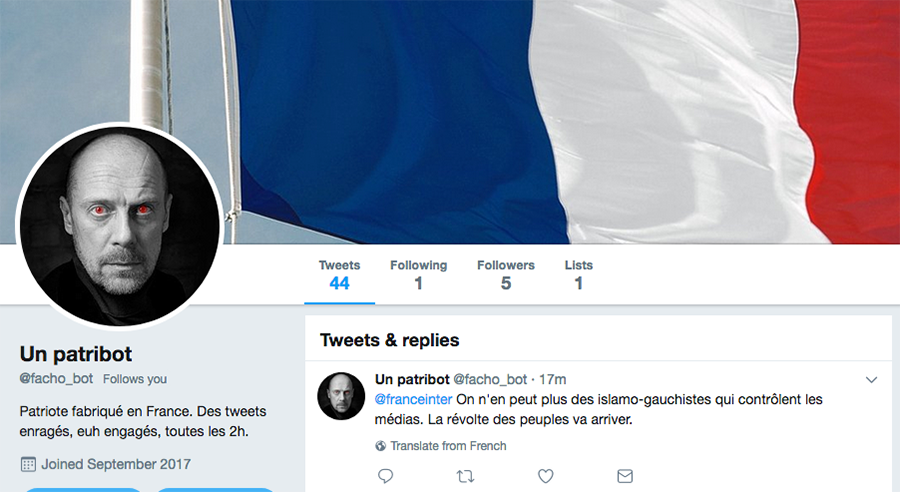 Tweets Following Followers Lists
44 1 5 1
Un patribot
@facho_bot Follows you
Patriote fabriqué en France. Des tweets
enragés, euh engagés, toutes les 2h.
Joined September 2017
Tweets & replies
Un patribot @facho_bot · 17m
@franceinter On n'en peut plus des islamo-gauchistes qui contrôlent les
médias. La révolte des peuples va arriver.
Translate from French